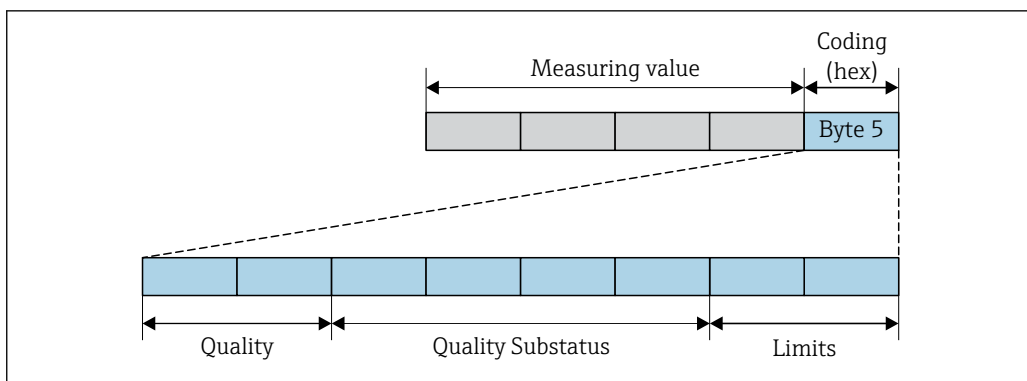 Coding
Measuring value
(hex)
Byte 5
Quality
Quality Substatus
Limits